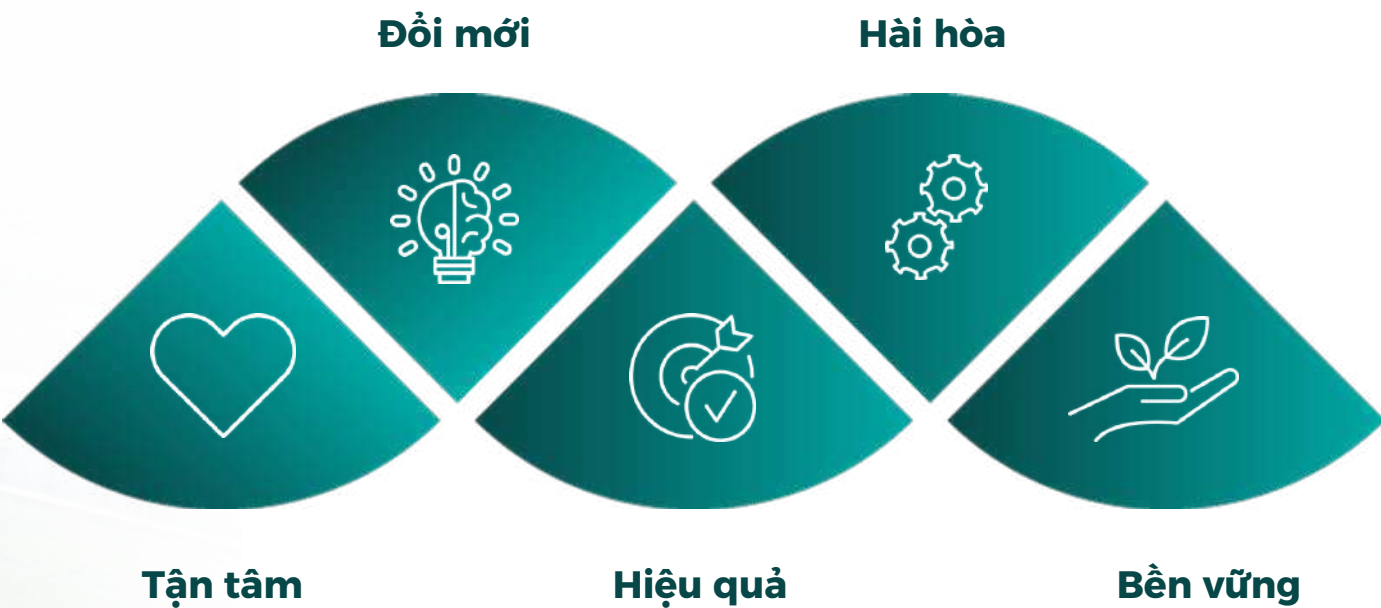 Đổi mới
Hài hòa
Tận tâm
Hiệu quả
Bền vững